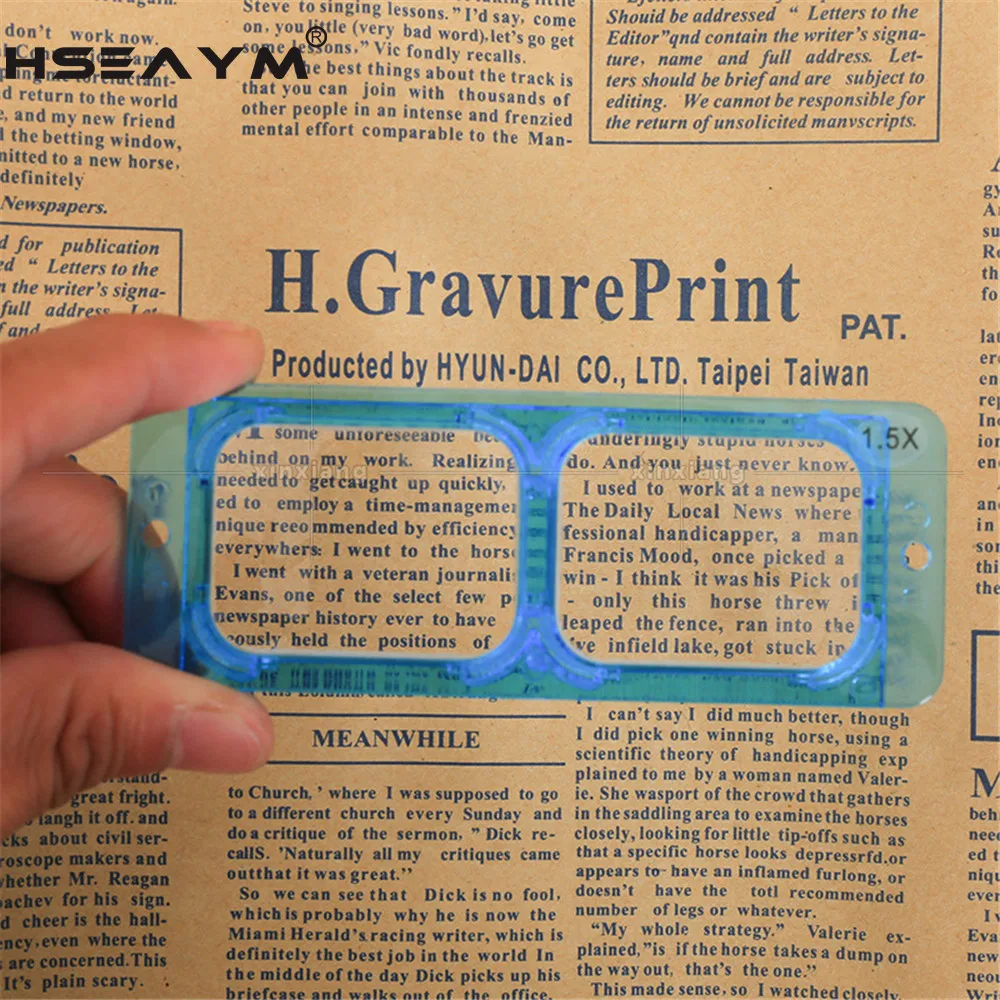 HSEAYM®
don't work now.
return to the world
and my new friend
the betting window,
to a new horse,
definitely
Newspapers.
Steve to singing lessons." I'd say, come
on, you little (very bad word), let's go get
some lessons." Vic fondly recalls.
the best things about the track is
that you can join with thousands of
other people in an intense and frenzied
mental effort comparable to the Man-
Should be addressed “ Letters to the
Editor”qnd contain the writer's signa-
ture, name and full address. Let-
ters should be brief and are subject to
editing. We cannot be responsible for
the return of unsolicited manvscripts.
for publication
“ Letters to the
the writer's signa-
full address
H.GravurePrint
PAT.
Producted by HYUN-DAI CO., LTD. Taipei Taiwan
1.5X
some unforeseeable
behind on my work. Realizing
needed to get caught up quickly,
ed to employ a time-manageme
nique reeo mmended by efficiency
everywhere: I went to the hors
I went with a veteran journali
Evans, one of the select few p
newspaper history ever to have
held the positions of
xinxiang
stupid
do. And you just never know.
I used to work at a newspape
The Daily Local News where
fessional handicapper, a man
Francis Mood, once picked a
win - I think it was his Pick of
- only this horse threw
leaped the fence, ran into the
've infield lake, got stuck in
xinxiang
MEANWHILE
to Church, ’ where I was supposed to go
to a different church every Sunday and
do a critique of the sermon, ” Dick re-
callS. ’Naturally all my critiques came
outthat it was great.’’
So we can see that Dick is no fool,
which is probably why he is now the
Miami Herald's racing writer, which is
definitely the best job in the world In
the middle of the day Dick picks up his
briefcase and walks out of the office.
I can't say I did much better, though
I did pick one winning horse, using a
scientific theory of handicapping exp
plained to me by a woman named Valer-
ie. She wasport of the crowd that gathers
in the saddling area to examine the horses
closely, looking for little tip-offs such as
that a specific horse looks depressrfd,or
appears to have an inflamed furlong, or
doesn't have the totl recommended
number of legs or whatever.
“My whole strategy.” Valerie ex-
plained,”is if the horse takes a dump on
the way out, that's the one.”
This made sense, so I watched closely.
great fright.
langh it off. and
about civil ser-
makers and
whether Mr. Reagan
for his sign.
cheer is the hall-
even where the
are concerned.This
It's plain scary.